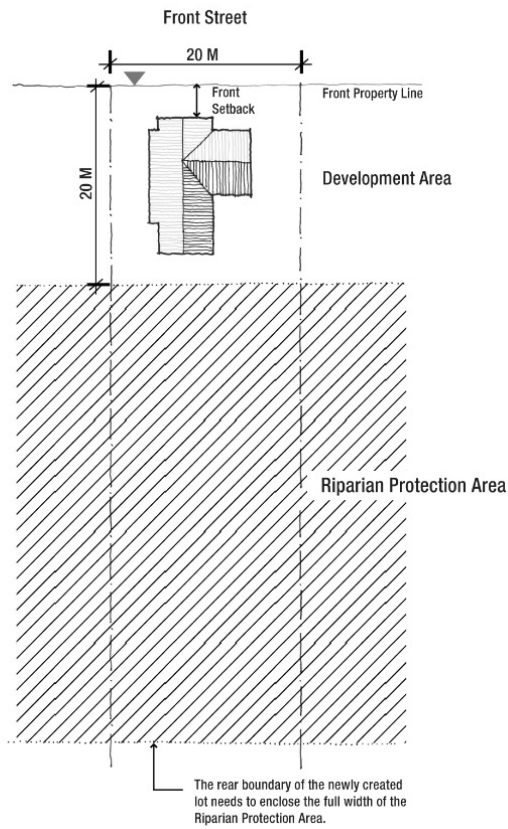 Front Street
20 M
Front
Setback
Front Property Line
20 M
Development Area
Riparian Protection Area
The rear boundary of the newly created
lot needs to enclose the full width of the
Riparian Protection Area.